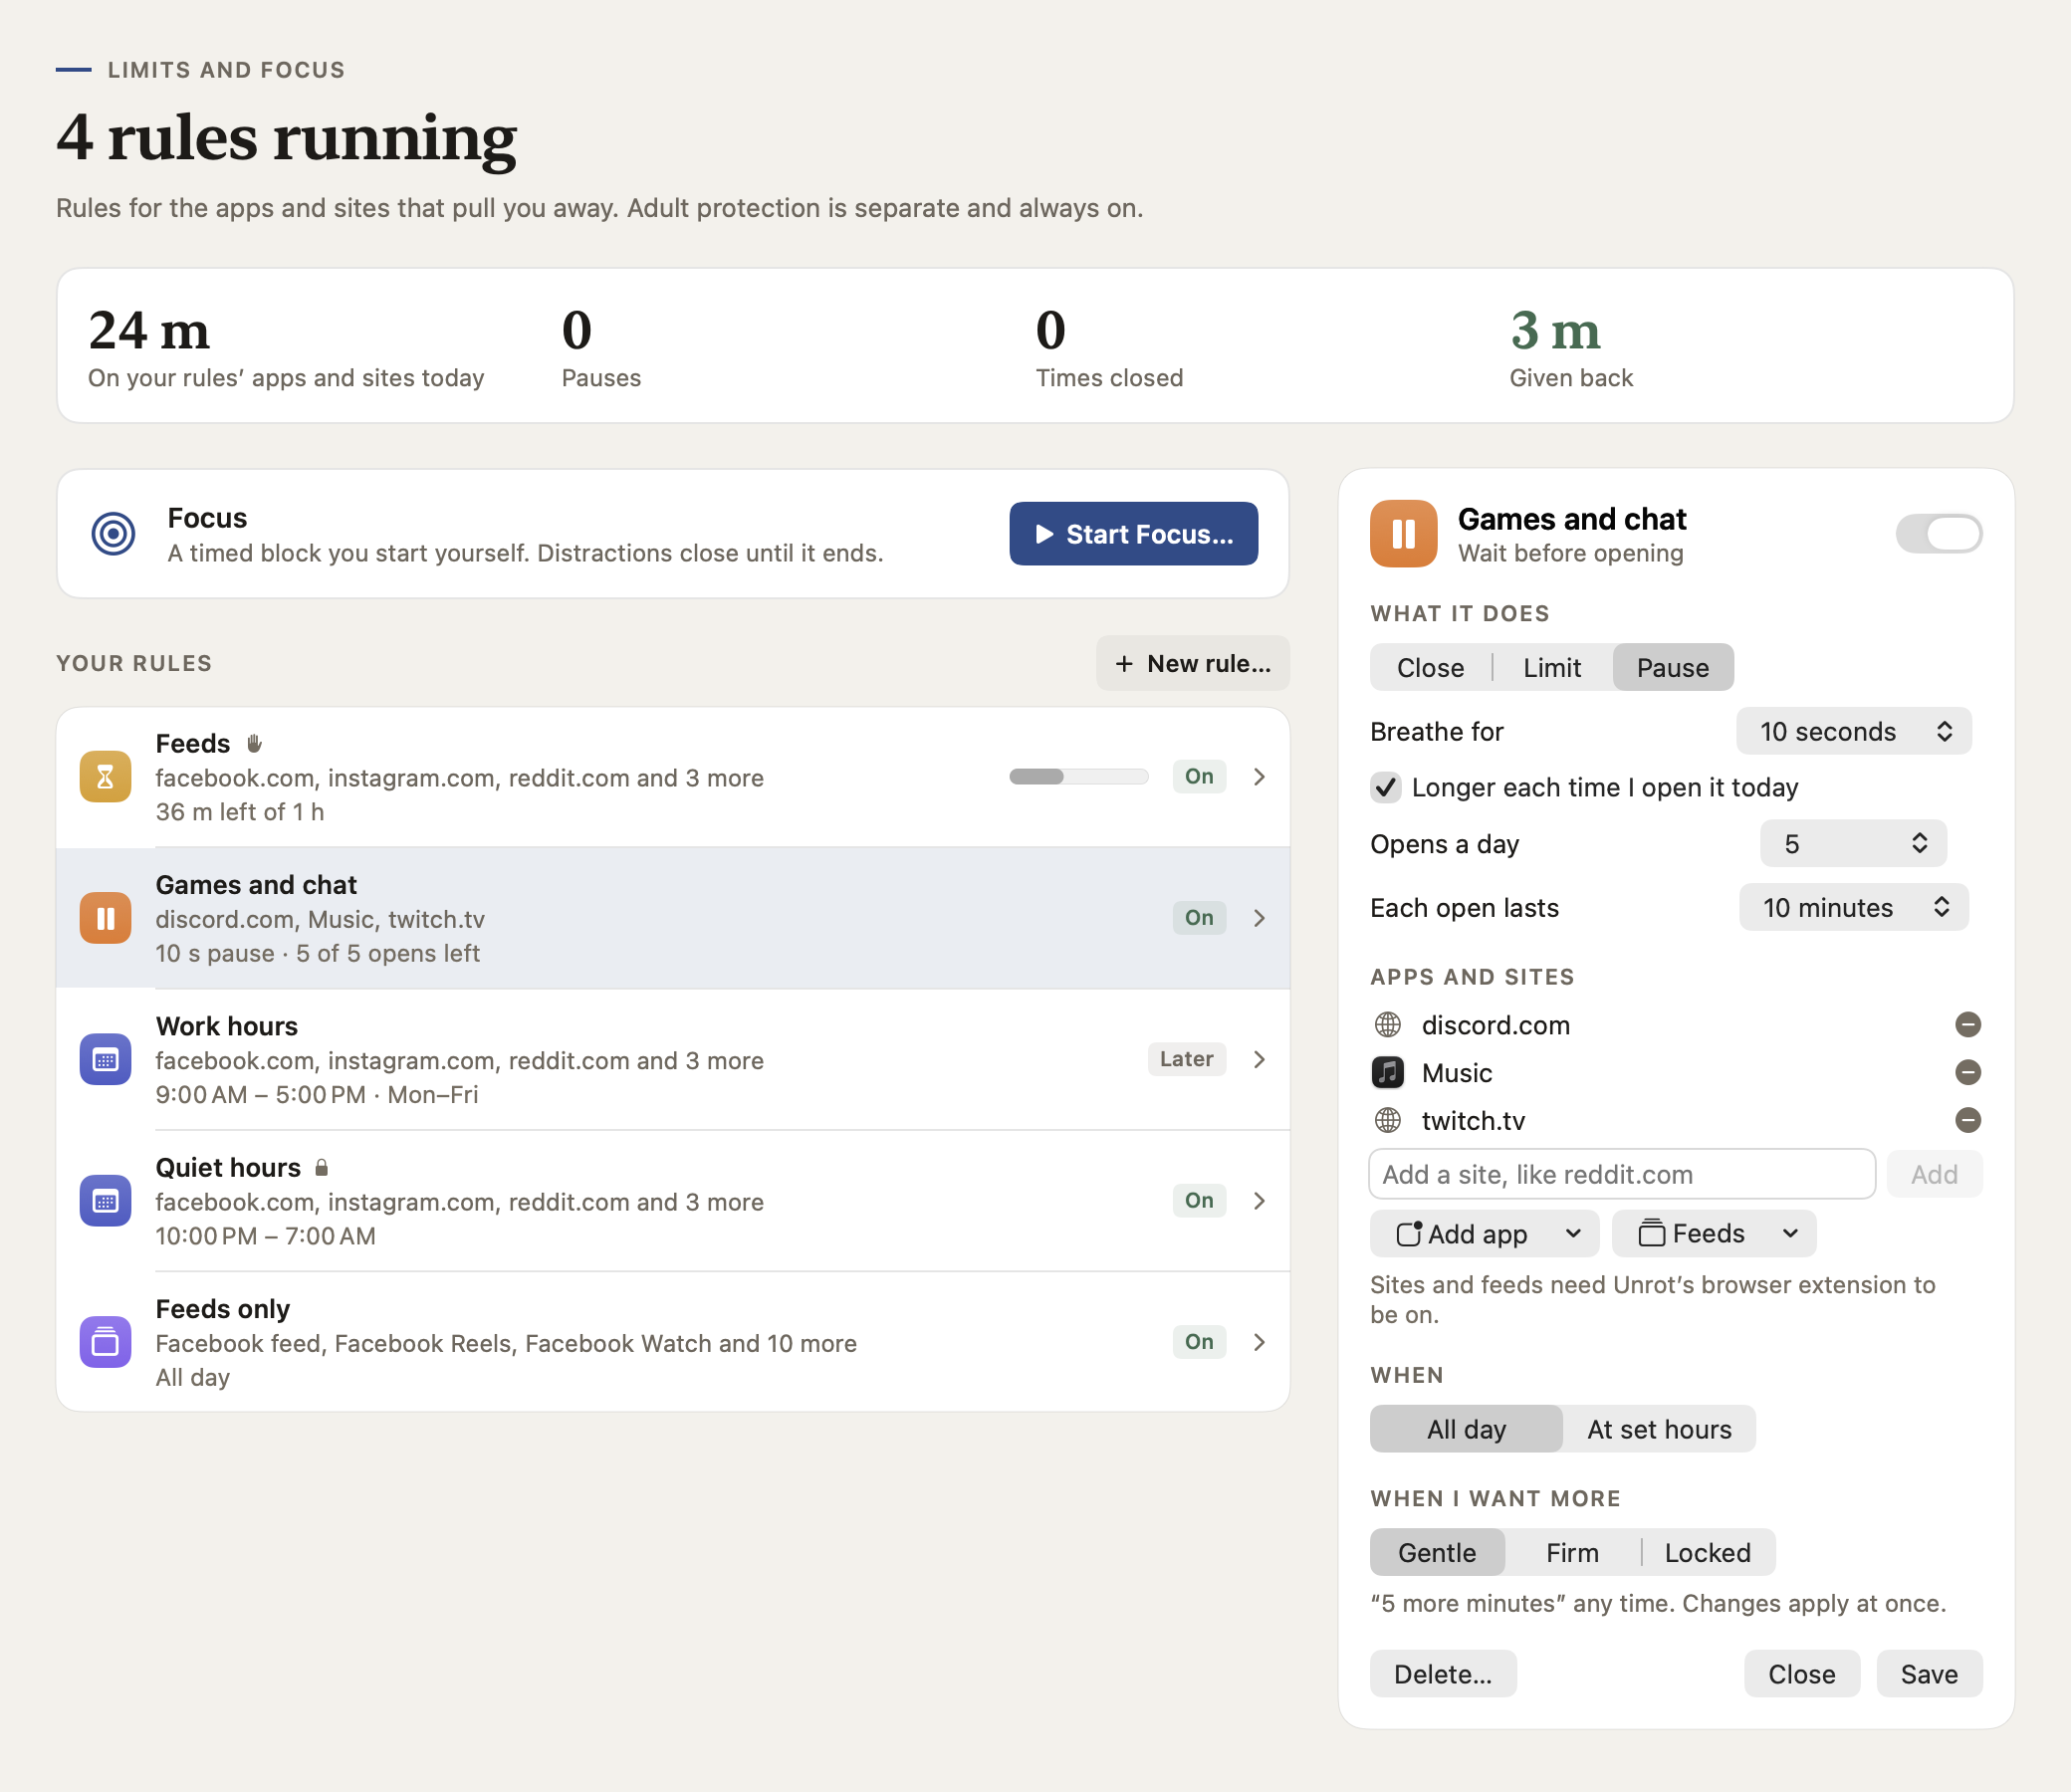 LIMITS AND FOCUS
4 rules running
Rules for the apps and sites that pull you away. Adult protection is separate and always on.
24 m
On your rules’ apps and sites today
0
Pauses
0
Times closed
3 m
Given back
Focus
A timed block you start yourself. Distractions close until it ends.
Start Focus...
YOUR RULES
+ New rule...
Feeds
facebook.com, instagram.com, reddit.com and 3 more
36 m left of 1 h
On
Games and chat
discord.com, Music, twitch.tv
10 s pause · 5 of 5 opens left
On
Work hours
facebook.com, instagram.com, reddit.com and 3 more
9:00 AM – 5:00 PM · Mon–Fri
Later
Quiet hours
facebook.com, instagram.com, reddit.com and 3 more
10:00 PM – 7:00 AM
On
Feeds only
Facebook feed, Facebook Reels, Facebook Watch and 10 more
All day
On
Games and chat
Wait before opening
WHAT IT DOES
Close Limit Pause
Breathe for 10 seconds
Longer each time I open it today
Opens a day 5
Each open lasts 10 minutes
APPS AND SITES
discord.com
Music
twitch.tv
Add a site, like reddit.com Add
Add app Feeds
Sites and feeds need Unrot’s browser extension to
be on.
WHEN
All day At set hours
WHEN I WANT MORE
Gentle Firm Locked
“5 more minutes” any time. Changes apply at once.
Delete... Close Save